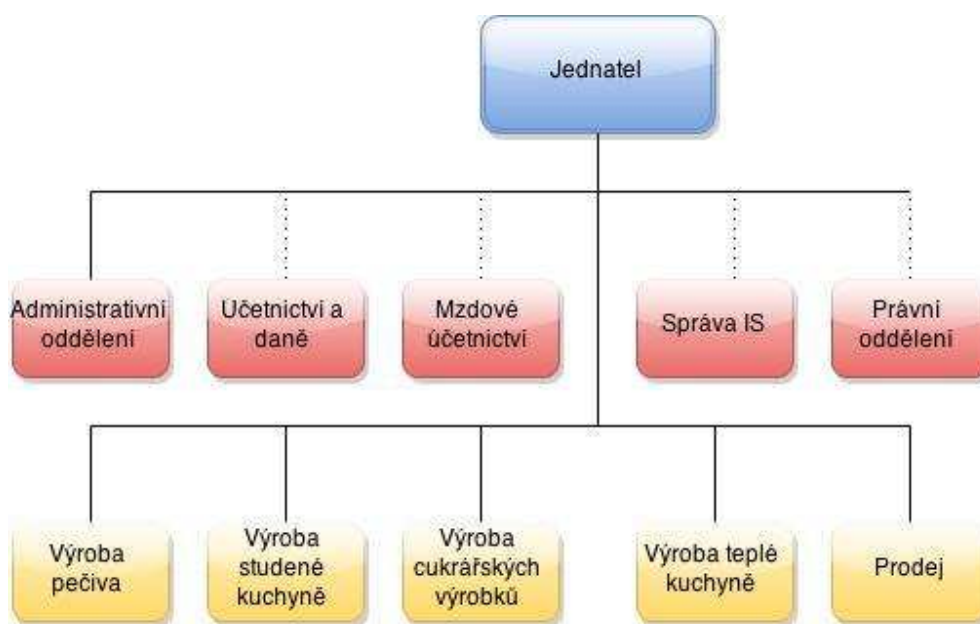 Jednatel
Administrativní
oddělení
Účetnictví a
daně
Mzdové
účetnictví
Správa IS
Právní
oddělení
Výroba
pečiva
Výroba
studené
kuchyně
Výroba
cukrářských
výrobků
Výroba teplé
kuchyně
Prodej